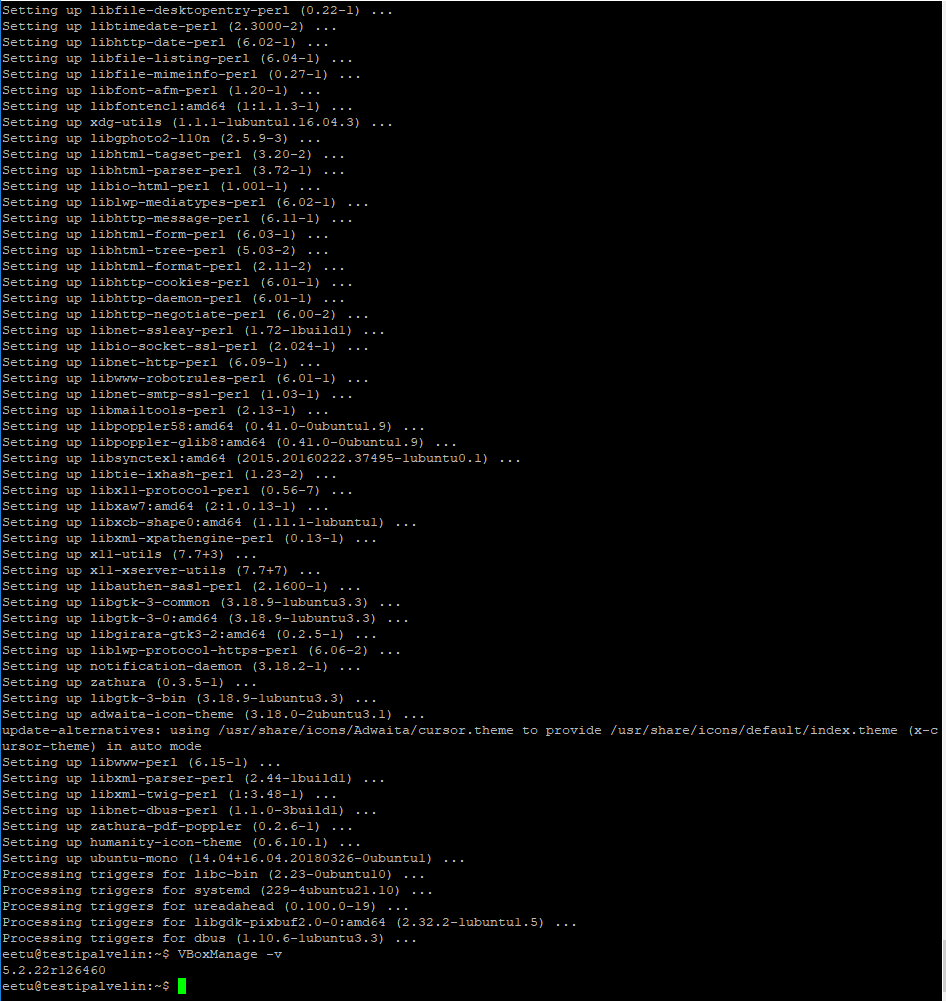 Setting up libfile-desktopentry-perl (0.22-1) ...
Setting up libtimedate-perl (2.3000-2) ...
Setting up libhttp-date-perl (6.02-1) ...
Setting up libfile-listing-perl (6.04-1) ...
Setting up libfile-mimeinfo-perl (0.27-1) ...
Setting up libfont-afm-perl (1.20-1) ...
Setting up libfontenc1:amd64 (1:1.1.3-1) ...
Setting up xdg-utils (1.1.1-1ubuntu1.16.04.3) ...
Setting up libgphoto2-l10n (2.5.9-3) ...
Setting up libhtml-tagset-perl (3.20-2) ...
Setting up libhtml-parser-perl (3.72-1) ...
Setting up libio-html-perl (1.001-1) ...
Setting up liblwp-mediatypes-perl (6.02-1) ...
Setting up libhttp-message-perl (6.11-1) ...
Setting up libhtml-form-perl (6.03-1) ...
Setting up libhtml-tree-perl (5.03-2) ...
Setting up libhtml-format-perl (2.11-2) ...
Setting up libhttp-cookies-perl (6.01-1) ...
Setting up libhttp-daemon-perl (6.01-1) ...
Setting up libhttp-negotiate-perl (6.00-2) ...
Setting up libnet-ssleay-perl (1.72-1build1) ...
Setting up libio-socket-ssl-perl (2.024-1) ...
Setting up libnet-http-perl (6.09-1) ...
Setting up libwww-robotrules-perl (6.01-1) ...
Setting up libnet-smtp-ssl-perl (1.03-1) ...
Setting up libmailtools-perl (2.13-1) ...
Setting up libpoppler58:amd64 (0.41.0-0ubuntu1.9) ...
Setting up libpoppler-glib8:amd64 (0.41.0-0ubuntu1.9) ...
Setting up libsynctex1:amd64 (2015.20160222.37495-1ubuntu0.1) ...
Setting up libtie-ixhash-perl (1.23-2) ...
Setting up libx11-protocol-perl (0.56-7) ...
Setting up libxaw7:amd64 (2:1.0.13-1) ...
Setting up libxcb-shape0:amd64 (1.11.1-1ubuntu1) ...
Setting up libxml-xpathengine-perl (0.13-1) ...
Setting up x11-utils (7.7+3) ...
Setting up x11-xserver-utils (7.7+7) ...
Setting up libauthen-sasl-perl (2.1600-1) ...
Setting up libgtk-3-common (3.18.9-1ubuntu3.3) ...
Setting up libgtk-3-0:amd64 (3.18.9-1ubuntu3.3) ...
Setting up libgirara-gtk3-2:amd64 (0.2.5-1) ...
Setting up liblwp-protocol-https-perl (6.06-2) ...
Setting up notification-daemon (3.18.2-1) ...
Setting up zathura (0.3.5-1) ...
Setting up libgtk-3-bin (3.18.9-1ubuntu3.3) ...
Setting up adwaita-icon-theme (3.18.0-2ubuntu3.1) ...
update-alternatives: using /usr/share/icons/Adwaita/cursor.theme to provide /usr/share/icons/default/index.theme (x-c
ursor-theme) in auto mode
Setting up libwww-perl (6.15-1) ...
Setting up libxml-parser-perl (2.44-1build1) ...
Setting up libxml-twig-perl (1:3.48-1) ...
Setting up libnet-dbus-perl (1.1.0-3build1) ...
Setting up zathura-pdf-poppler (0.2.6-1) ...
Setting up humanity-icon-theme (0.6.10.1) ...
Setting up ubuntu-mono (14.04+16.04.20180326-0ubuntu1) ...
Processing triggers for libc-bin (2.23-0ubuntu10) ...
Processing triggers for systemd (229-4ubuntu21.10) ...
Processing triggers for ureadahead (0.100.0-19) ...
Processing triggers for libgdk-pixbuf2.0-0:amd64 (2.32.2-1ubuntu1.5) ...
Processing triggers for dbus (1.10.6-1ubuntu3.3) ...
eetu@testipalvelin:~$ VBoxManage -v
5.2.22r126460
eetu@testipalvelin:~$